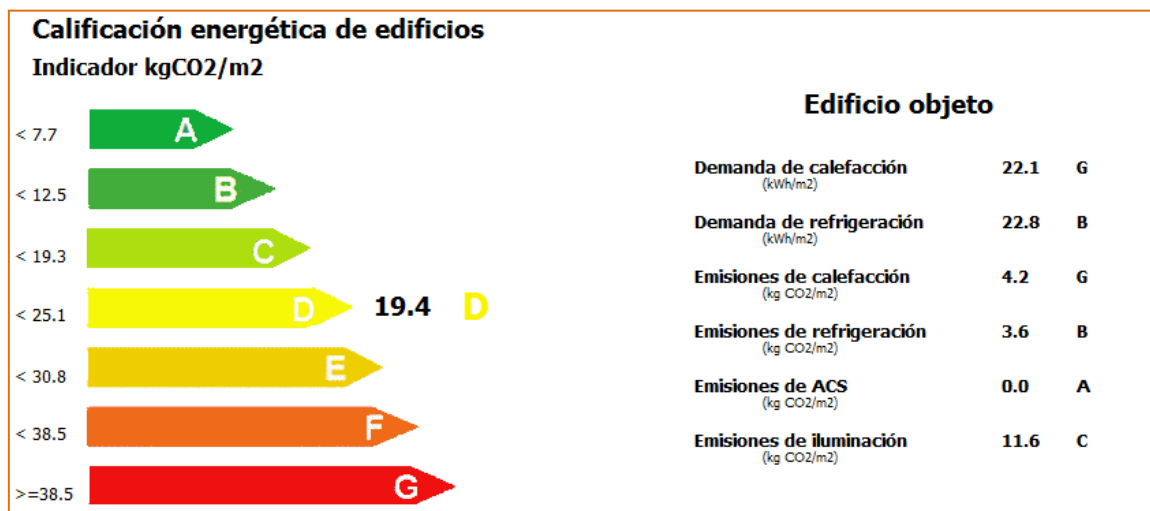 Calificación energética de edificios
Indicador kgCO2/m2
< 7.7 A
< 12.5 B
< 19.3 C
< 25.1 D 19.4 D
< 30.8 E
< 38.5 F
>=38.5 G
Edificio objeto
Demanda de calefacción 22.1 G
(kWh/m2)
Demanda de refrigeración 22.8 B
(kWh/m2)
Emisiones de calefacción 4.2 G
(kg CO2/m2)
Emisiones de refrigeración 3.6 B
(kg CO2/m2)
Emisiones de ACS 0.0 A
(kg CO2/m2)
Emisiones de iluminación 11.6 C
(kg CO2/m2)